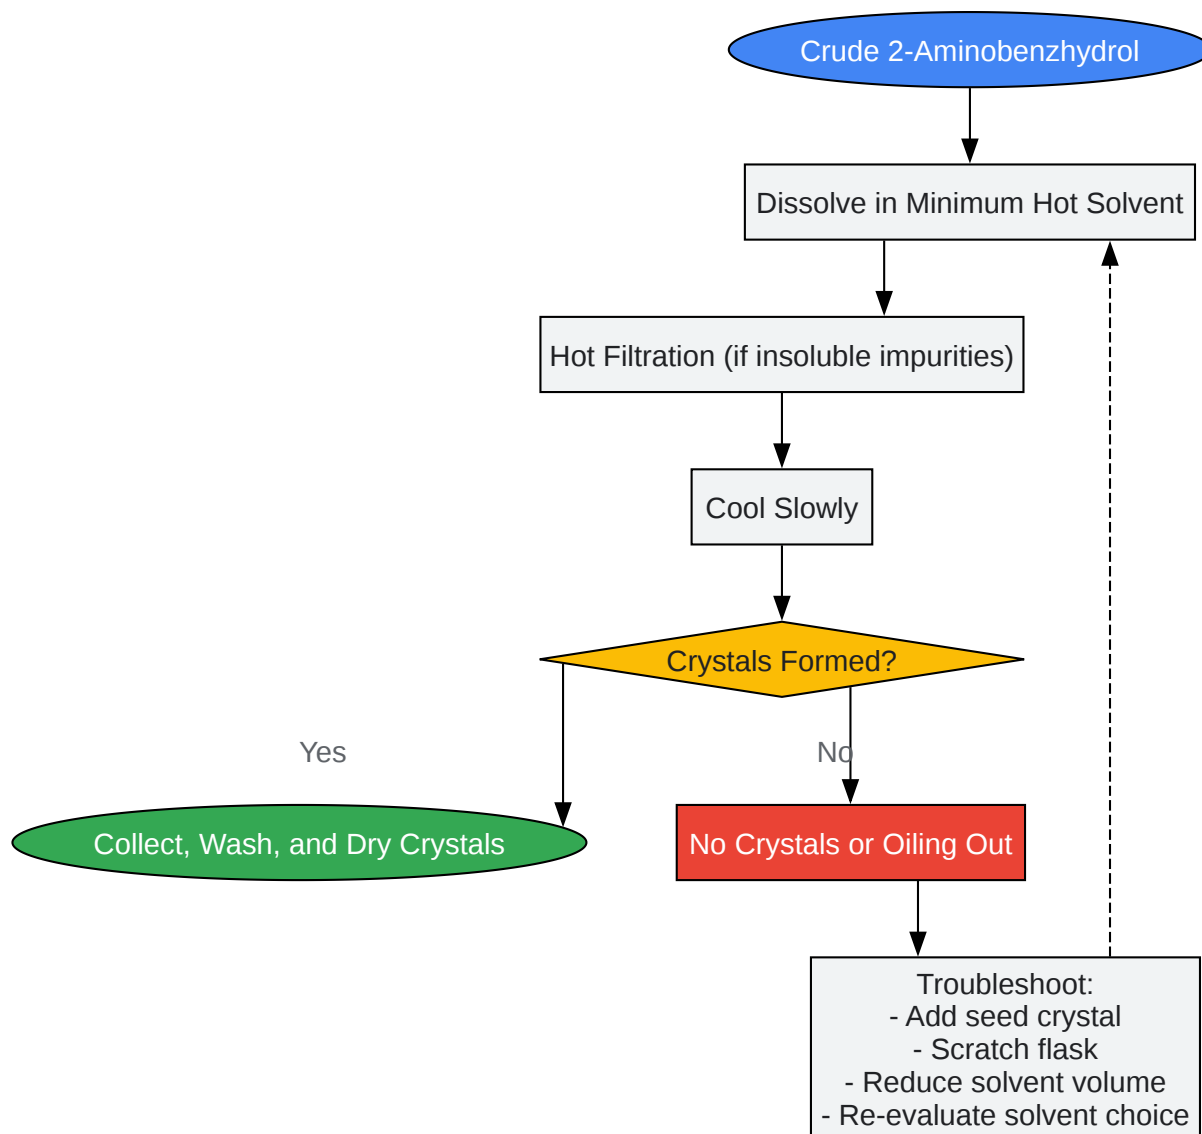 Crude 2-Aminobenzhydrol
Dissolve in Minimum Hot Solvent
Hot Filtration (if insoluble impurities)
Cool Slowly
Crystals Formed?
Yes
No
Collect, Wash, and Dry Crystals
No Crystals or Oiling Out
Troubleshoot:
- Add seed crystal
- Scratch flask
- Reduce solvent volume
- Re-evaluate solvent choice